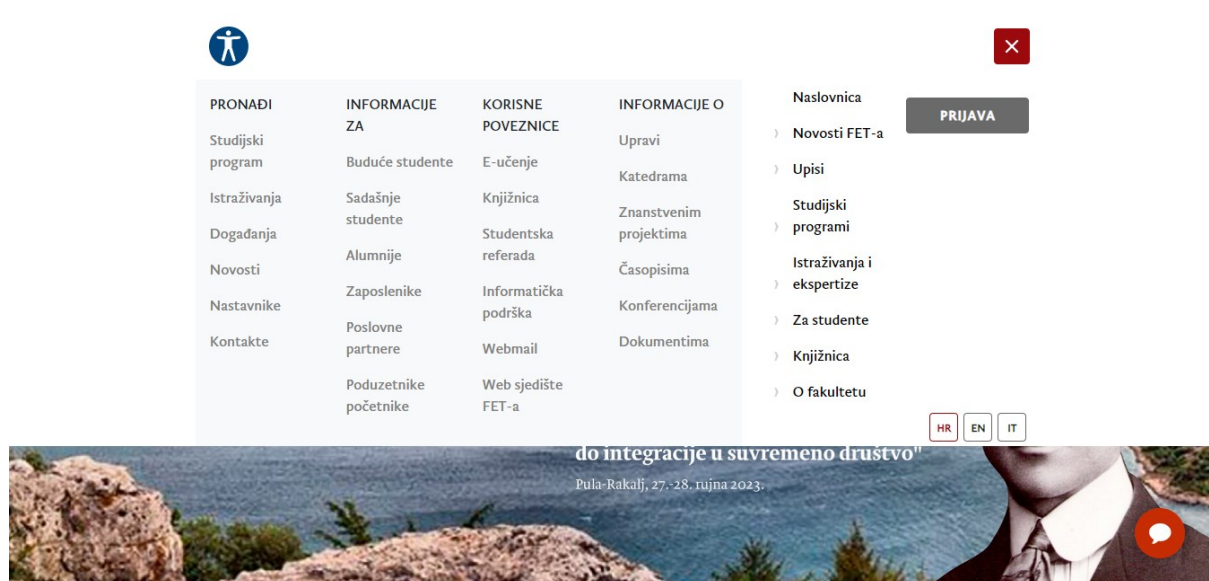 PRONAĐI
Studijski
program
Istraživanja
Događanja
Novosti
Nastavnike
Kontakte
INFORMACIJE
ZA
Buduće studente
Sadašnje
studente
Alumnije
Zaposlenike
Poslovne
partnere
Poduzetnike
početnike
KORISNE
POVEZNICE
E-učenje
Knjižnica
Studentska
referada
Informatička
podrška
Webmail
Web sjedište
FET-a
INFORMACIJE O
Upravi
Katedrama
Znanstvenim
projektima
Časopisima
Konferencijama
Dokumentima
Naslovnica
Novosti FET-a
Upisi
Studijski
programi
Istraživanja i
ekspertize
Za studente
Knjižnica
O fakultetu
PRIJAVA
HR EN IT
do integracije u suvremeno društvo"
Pula-Rakalj, 27.-28. rujna 2023.